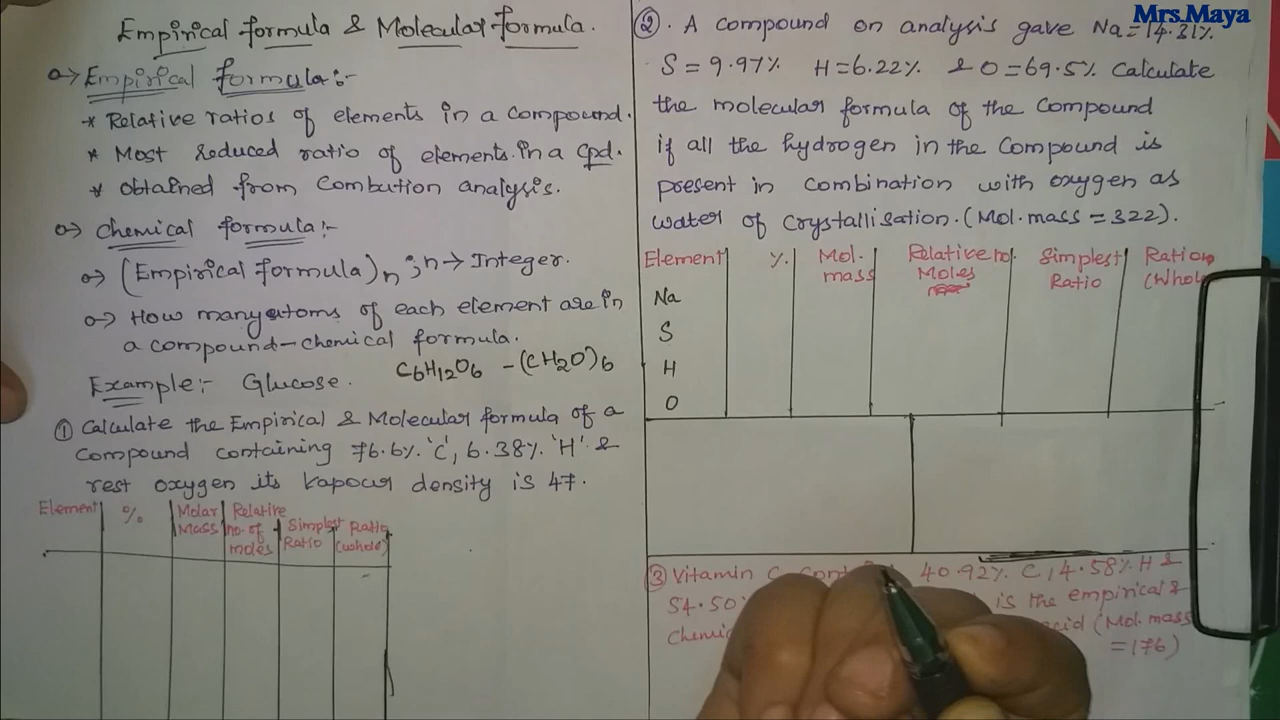 Empirical formula & Molecular formula.
Empirical formula:-
* Relative ratios of elements in a compound.
* Most reduced ratio of elements in a cpd.
* Obtained from Combution analysis.
Chemical formula:-
(Empirical formula)n ; n → Integer.
How many atoms of each element are in
a compound - chemical formula.
Example:- Glucose. C6H12O6 - (CH2O)6
① Calculate the Empirical & Molecular formula of a
compound containing 76.6% 'C', 6.38% 'H' &
rest oxygen its vapour density is 47.
Element % Molar Mass Relative no. of moles Simplest Ratio Ratio (whole)
Mrs.Maya
② . A compound on analysis gave Na = 14.31%
S = 9.97% H = 6.22% & O = 69.5% Calculate
the molecular formula of the Compound
if all the hydrogen in the Compound is
present in combination with oxygen as
water of crystallisation. (Mol. mass = 322).
Element % Mol. mass Relative no. Moles Simplest Ratio Ratio (Whole
Na
S
H
O
③ Vitamin C 40.92% C, 4.58% H &
54.50 is the empirical &
acid (Mol. mass
= 176)